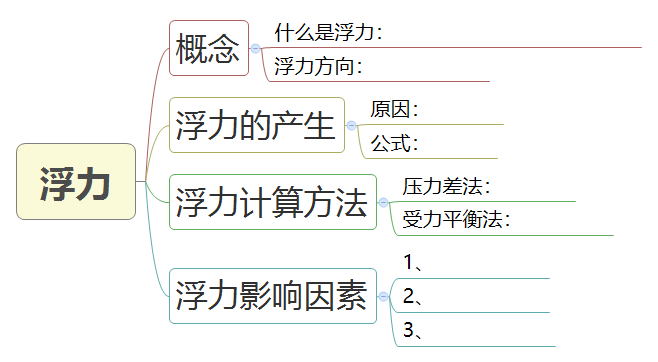 浮力
概念
什么是浮力：
浮力方向：
浮力的产生
原因：
公式：
浮力计算方法
压力差法：
受力平衡法：
浮力影响因素
1、
2、
3、